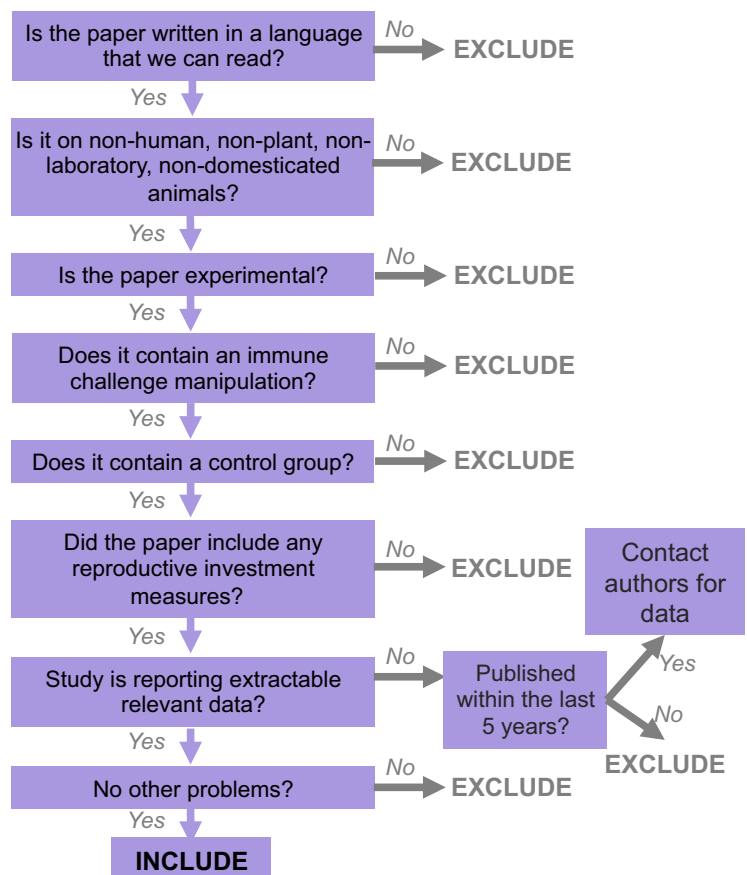 Is the paper written in a language
that we can read?
No
EXCLUDE
Yes
Is it on non-human, non-plant, non-
laboratory, non-domesticated
animals?
No
EXCLUDE
Yes
Is the paper experimental?
No
EXCLUDE
Yes
Does it contain an immune
challenge manipulation?
No
EXCLUDE
Yes
Does it contain a control group?
No
EXCLUDE
Yes
Did the paper include any
reproductive investment
measures?
No
EXCLUDE
Yes
Study is reporting extractable
relevant data?
No
Published
within the last
5 years?
Yes
Contact
authors for
data
No
EXCLUDE
Yes
No other problems?
No
EXCLUDE
Yes
INCLUDE